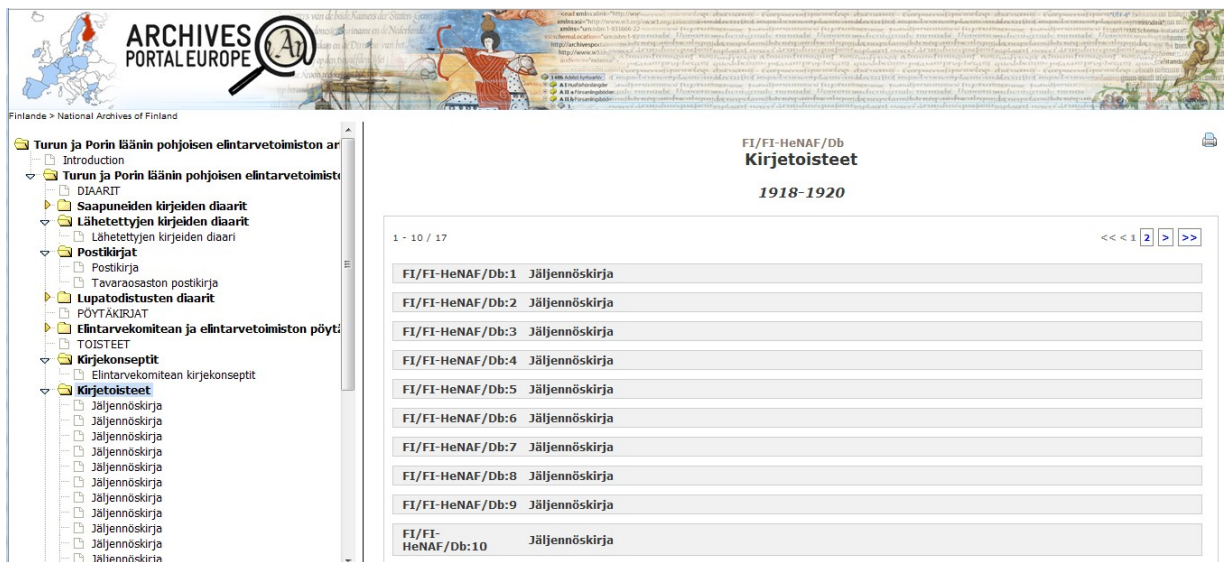 ARCHIVES
PORTAL EUROPE
Finlande > National Archives of Finland
Turun ja Porin läänin pohjoisen elintarvetoimiston ar
Introduction
Turun ja Porin läänin pohjoisen elintarvetoimisto
DIAARIT
Saapuneiden kirjeiden diaarit
Lähetettyjen kirjeiden diaarit
Lähetettyjen kirjeiden diaari
Postikirjat
Postikirja
Tavaraosaston postikirja
Lupatodistusten diaarit
PÖYTÄKIRJAT
Elintarvekomitean ja elintarvetoimiston pöytä
TOISTEET
Kirjekonseptit
Elintarvekomitean kirjekonseptit
Kirjetoisteet
Jäljennöskirja
Jäljennöskirja
Jäljennöskirja
Jäljennöskirja
Jäljennöskirja
Jäljennöskirja
Jäljennöskirja
Jäljennöskirja
Jäljennöskirja
Jäljennöskirja
Jäljennöskirja
FI/FI-HeNAF/Db
Kirjetoisteet
1918-1920
1 - 10 / 17
<< < 1 2 > >>
FI/FI-HeNAF/Db:1 Jäljennöskirja
FI/FI-HeNAF/Db:2 Jäljennöskirja
FI/FI-HeNAF/Db:3 Jäljennöskirja
FI/FI-HeNAF/Db:4 Jäljennöskirja
FI/FI-HeNAF/Db:5 Jäljennöskirja
FI/FI-HeNAF/Db:6 Jäljennöskirja
FI/FI-HeNAF/Db:7 Jäljennöskirja
FI/FI-HeNAF/Db:8 Jäljennöskirja
FI/FI-HeNAF/Db:9 Jäljennöskirja
FI/FI-
HeNAF/Db:10 Jäljennöskirja